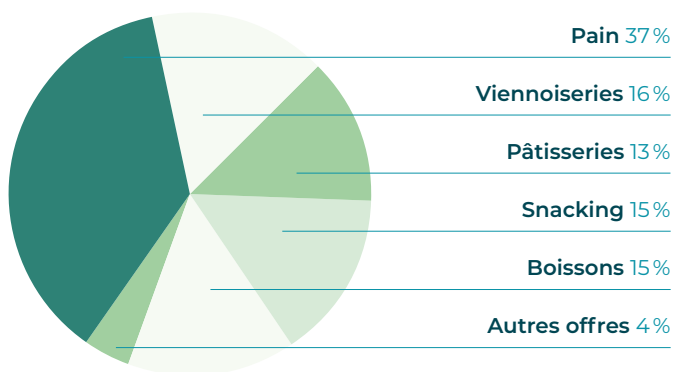 Pain 37 %
Viennoiseries 16 %
Pâtisseries 13 %
Snacking 15 %
Boissons 15 %
Autres offres 4 %